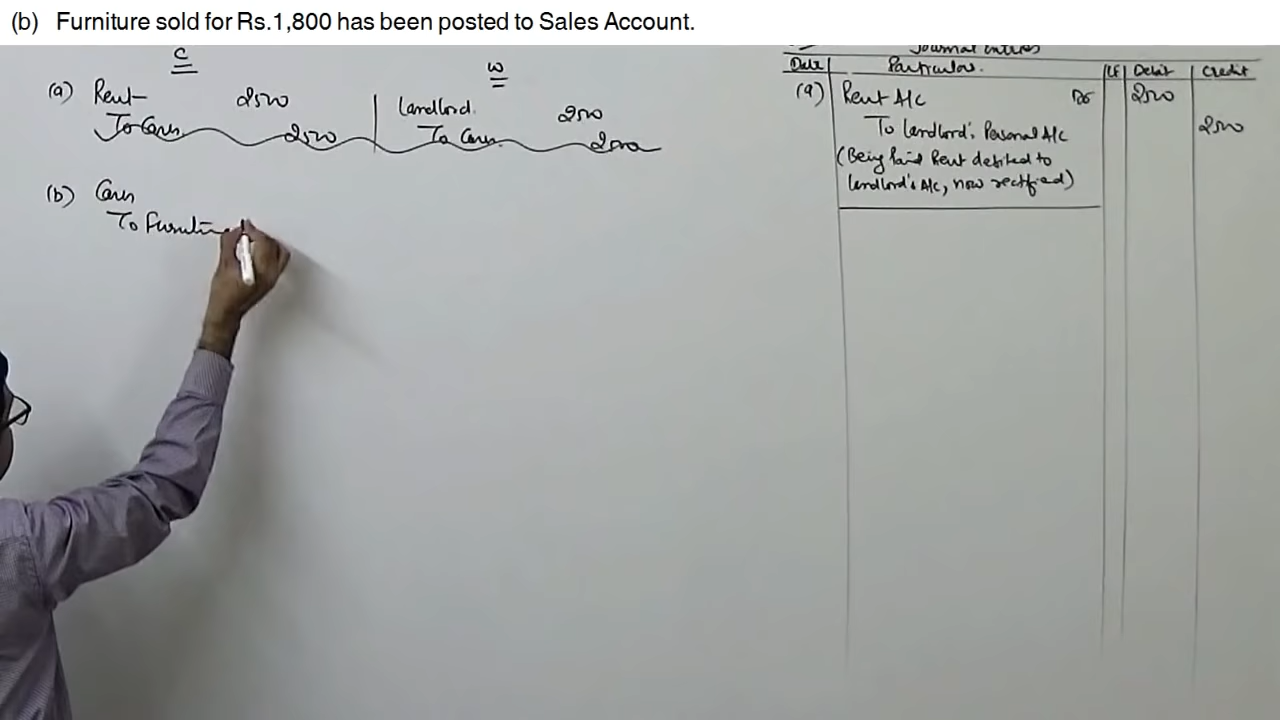 (b) Furniture sold for Rs.1,800 has been posted to Sales Account.
C
W
(a) Rent 2500
To Cash 2500
Landlord 2500
To Cash 2500
(b) Cash
To Furniture
Journal Entries
Date Particulars LF Debit Credit
(a) Rent A/c Dr 2500
To Landlord's Personal A/c 2500
(Being Paid Rent debited to
landlord's A/c, now rectified)